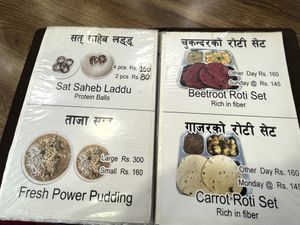 सत् साहेब लड्डू
4 pcs Rs. 150
2 pcs Rs. 80
Sat Saheb Laddu
Protein Balls
ताजा
Large Rs. 300
Small Rs. 160
Fresh Power Pudding
चुकन्दरको रोटी सेट
Other Day Rs. 160
Sunday @ Rs. 145
Beetroot Roti Set
Rich in fiber
गाजरको रोटी सेट
Other Day Rs. 160
Monday @ Rs. 145
Carrot Roti Set
Rich in fiber